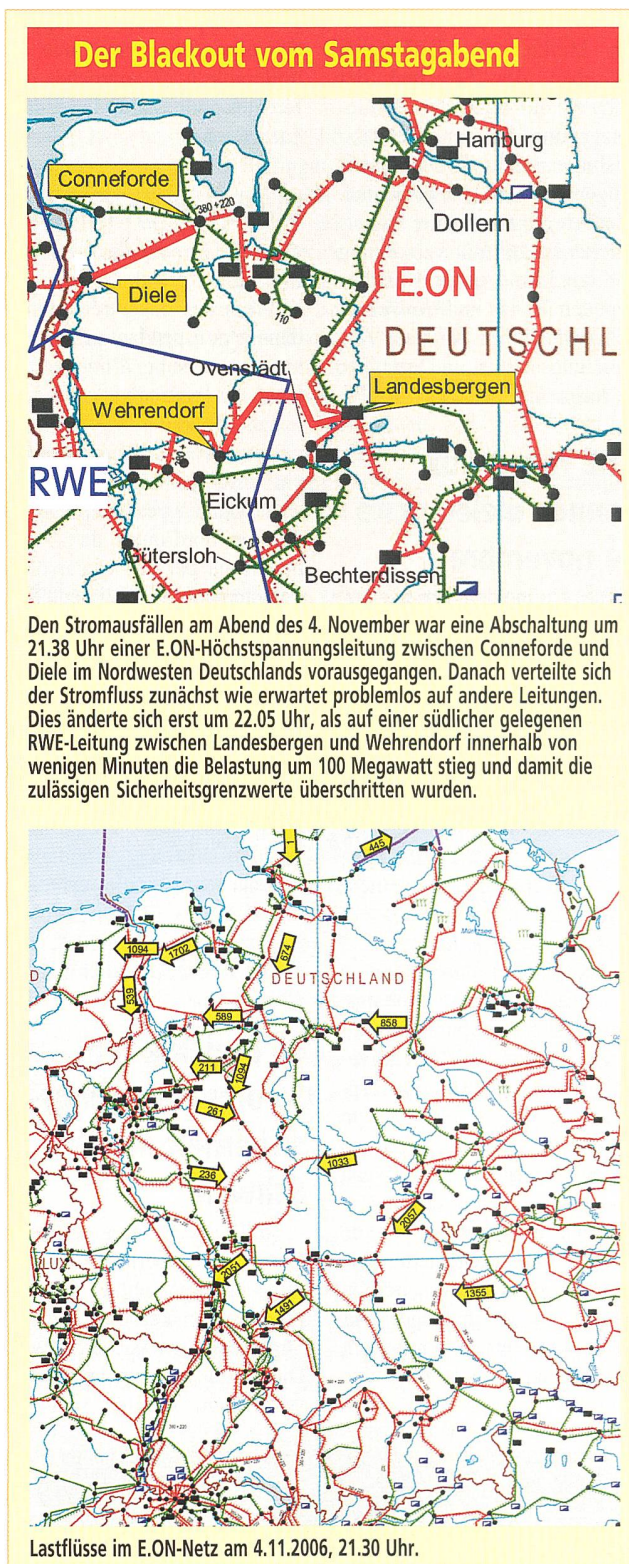 Der Blackout vom Samstagabend
Hamburg
Conneforde
380+220
Dollern
Diele
E.ON
110
DEUTSCHL
Ovenstädt
Landesbergen
Wehrendorf
RWE
Eickum
Gütersloh
Bechterdissen
Den Stromausfällen am Abend des 4. November war eine Abschaltung um
21.38 Uhr einer E.ON-Höchstspannungsleitung zwischen Conneforde und
Diele im Nordwesten Deutschlands vorausgegangen. Danach verteilte sich
der Stromfluss zunächst wie erwartet problemlos auf andere Leitungen.
Dies änderte sich erst um 22.05 Uhr, als auf einer südlicher gelegenen
RWE-Leitung zwischen Landesbergen und Wehrendorf innerhalb von
wenigen Minuten die Belastung um 100 Megawatt stieg und damit die
zulässigen Sicherheitsgrenzwerte überschritten wurden.
1
445
1094
1702
674
DEUTSCHLAND
539
589
858
211
1094
261
236
1033
2057
LUX
2051
1491
1355
Lastflüsse im E.ON-Netz am 4.11.2006, 21.30 Uhr.